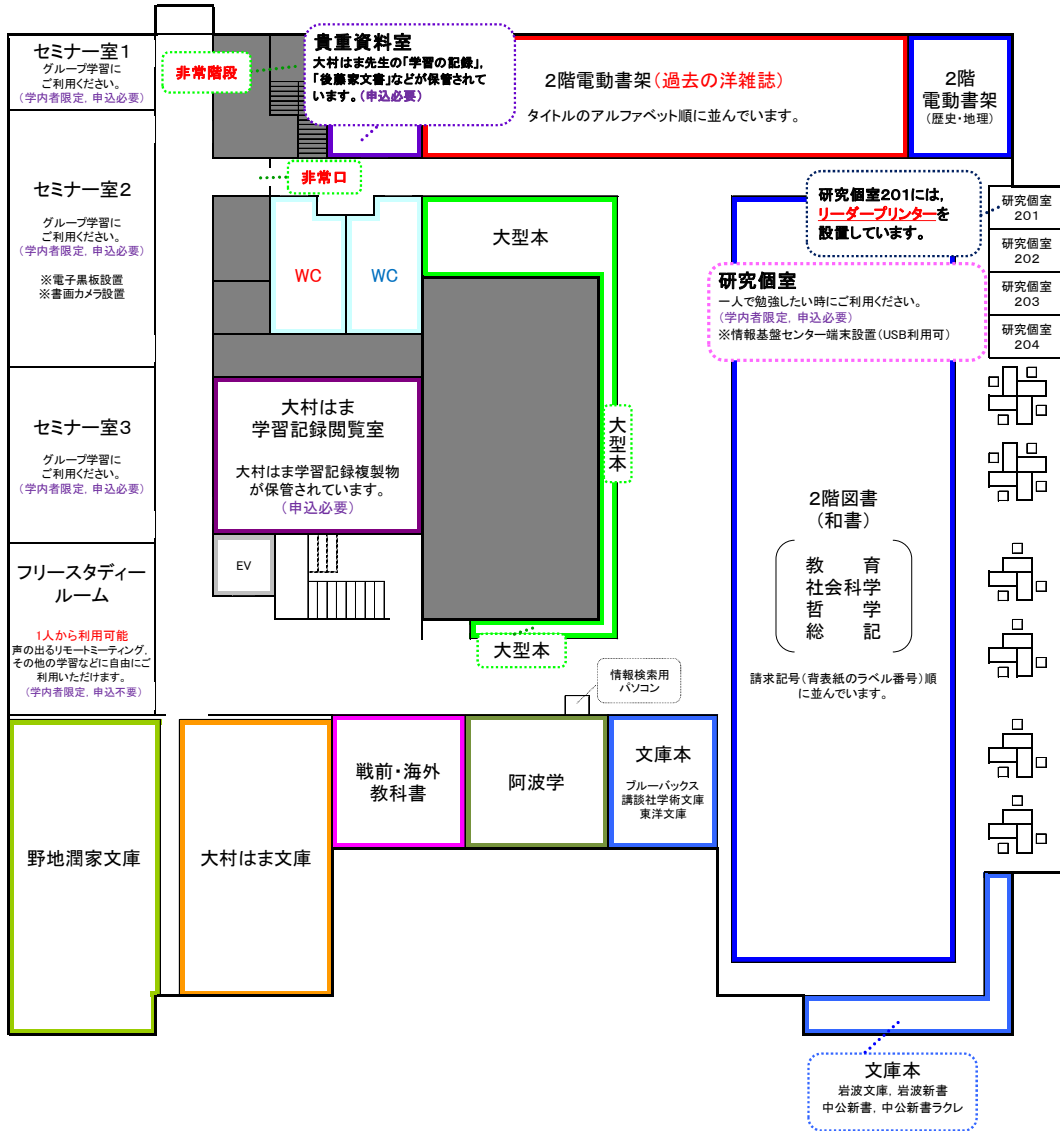 セミナー室1
グループ学習に
ご利用ください。
(学内者限定, 申込必要)
非常階段
貴重資料室
大村はま先生の「学習の記録」,
「後藤家文書」などが保管されて
います。(申込必要)
2階電動書架(過去の洋雑誌)
タイトルのアルファベット順に並んでいます。
2階
電動書架
(歴史・地理)
セミナー室2
グループ学習に
ご利用ください。
(学内者限定, 申込必要)
※電子黒板設置
※書画カメラ設置
非常口
WC
WC
大型本
研究個室201には,
リーダープリンターを
設置しています。
研究個室
201
研究個室
202
研究個室
203
研究個室
204
研究個室
一人で勉強したい時にご利用ください。
(学内者限定, 申込必要)
※情報基盤センター端末設置(USB利用可)
セミナー室3
グループ学習に
ご利用ください。
(学内者限定, 申込必要)
大村はま
学習記録閲覧室
大村はま学習記録複製物
が保管されています。
(申込必要)
大型本
2階図書
(和書)
教 育
社会科学
哲 学
総 記
請求記号(背表紙のラベル番号)順
に並んでいます。
EV
フリースタディー
ルーム
1人から利用可能
声の出るリモートミーティング,
その他の学習などに自由にご
利用いただけます。
(学内者限定, 申込不要)
大型本
情報検索用
パソコン
野地潤家文庫
大村はま文庫
戦前・海外
教科書
阿波学
文庫本
ブルーバックス
講談社学術文庫
東洋文庫
文庫本
岩波文庫, 岩波新書
中公新書, 中公新書ラクレ